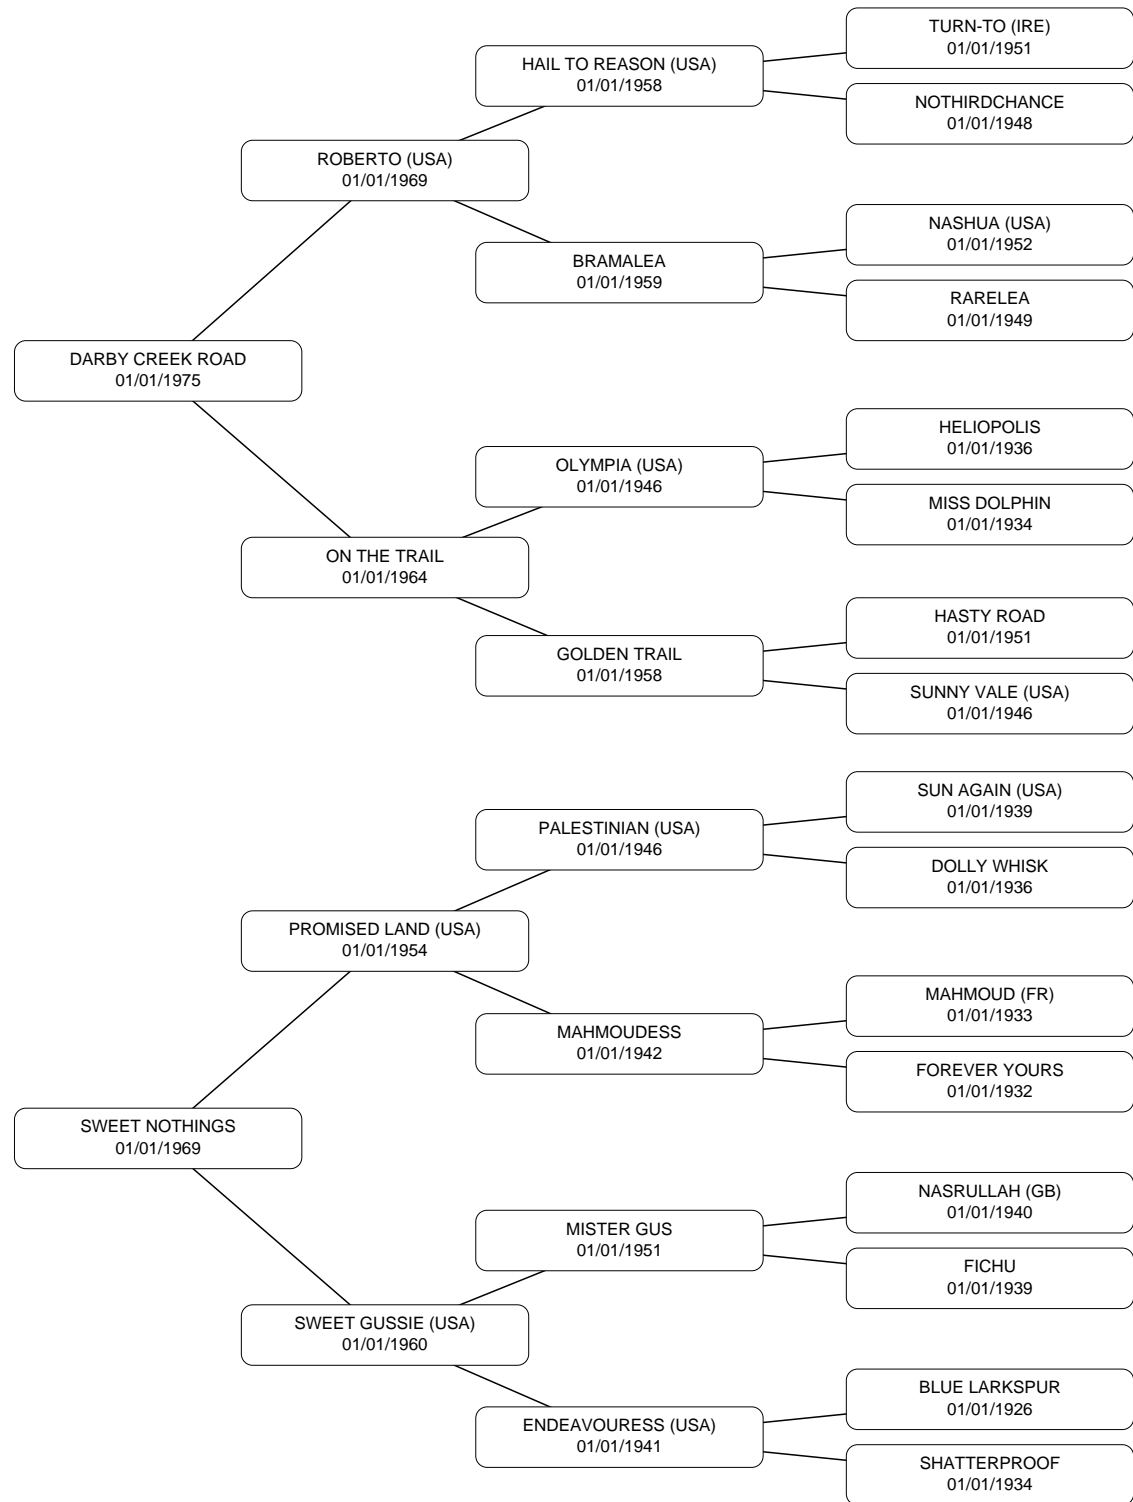 TURN-TO (IRE)
01/01/1951
HAIL TO REASON (USA)
01/01/1958
NOTHIRDCHANCE
01/01/1948
ROBERTO (USA)
01/01/1969
NASHUA (USA)
01/01/1952
BRAMALEA
01/01/1959
RARELEA
01/01/1949
DARBY CREEK ROAD
01/01/1975
HELIOPOLIS
01/01/1936
OLYMPIA (USA)
01/01/1946
MISS DOLPHIN
01/01/1934
ON THE TRAIL
01/01/1964
HASTY ROAD
01/01/1951
GOLDEN TRAIL
01/01/1958
SUNNY VALE (USA)
01/01/1946
SUN AGAIN (USA)
01/01/1939
PALESTINIAN (USA)
01/01/1946
DOLLY WHISK
01/01/1936
PROMISED LAND (USA)
01/01/1954
MAHMOUD (FR)
01/01/1933
MAHMOUDESS
01/01/1942
FOREVER YOURS
01/01/1932
SWEET NOTHINGS
01/01/1969
NASRULLAH (GB)
01/01/1940
MISTER GUS
01/01/1951
FICHU
01/01/1939
SWEET GUSSIE (USA)
01/01/1960
BLUE LARKSPUR
01/01/1926
ENDEAVOURESS (USA)
01/01/1941
SHATTERPROOF
01/01/1934